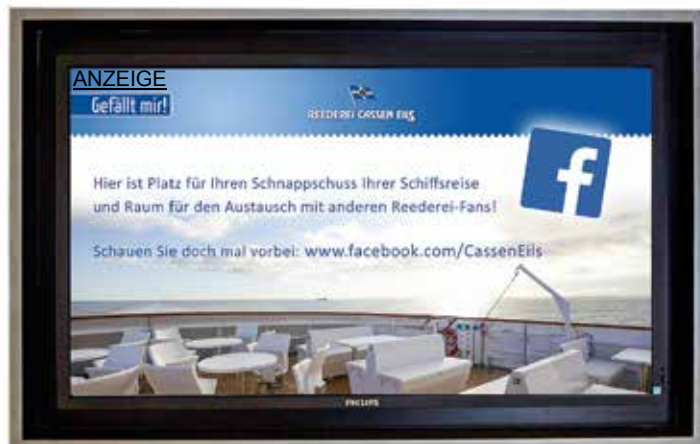 ANZEIGE
Gefällt mir!
REEDEREI CASSEN EILS
f
Hier ist Platz für Ihren Schnappschuss Ihrer Schiffsreise
und Raum für den Austausch mit anderen Reederei-Fans!
Schauen Sie doch mal vorbei: www.facebook.com/CassenEils
PHILIPS